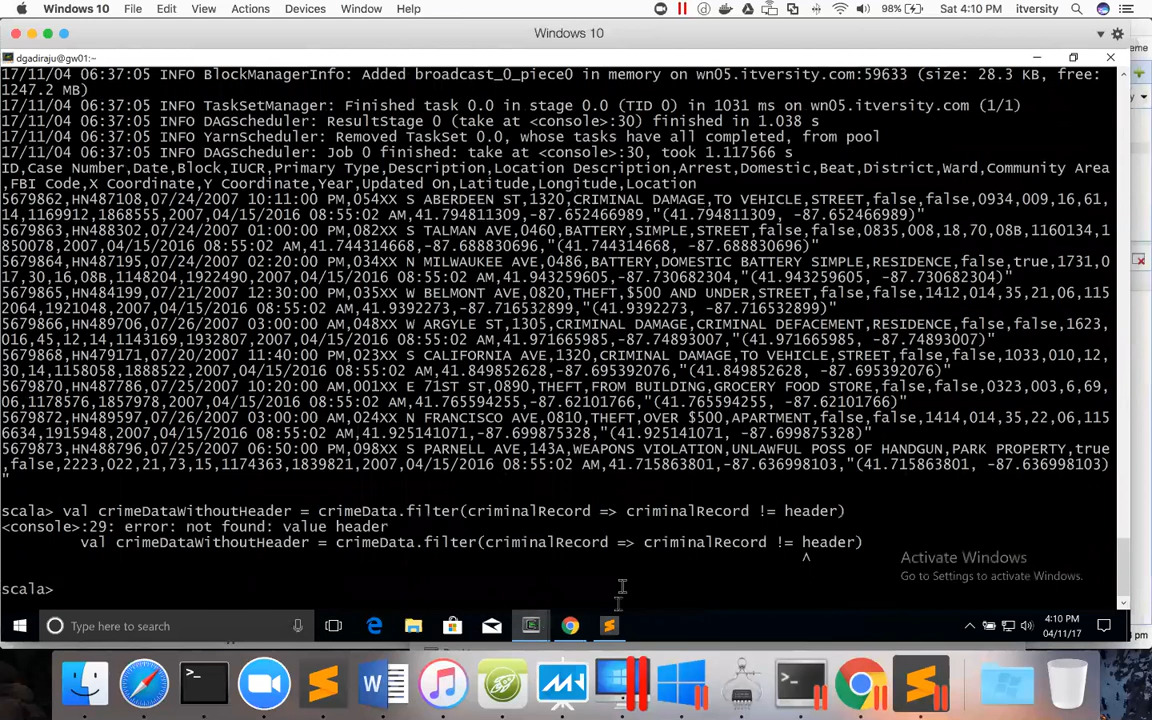 Windows 10 File Edit View Actions Devices Window Help 98% Sat 4:10 PM itversity
Windows 10
dgadiraju@gw01:~
17/11/04 06:37:05 INFO BlockManagerInfo: Added broadcast_0_piece0 in memory on wn05.itversity.com:59633 (size: 28.3 KB, free:
1247.2 MB)
17/11/04 06:37:05 INFO TaskSetManager: Finished task 0.0 in stage 0.0 (TID 0) in 1031 ms on wn05.itversity.com (1/1)
17/11/04 06:37:05 INFO DAGScheduler: ResultStage 0 (take at <console>:30) finished in 1.038 s
17/11/04 06:37:05 INFO YarnScheduler: Removed TaskSet 0.0, whose tasks have all completed, from pool
17/11/04 06:37:05 INFO DAGScheduler: Job 0 finished: take at <console>:30, took 1.117566 s
ID,Case Number,Date,Block,IUCR,Primary Type,Description,Location Description,Arrest,Domestic,Beat,District,Ward,Community Area
,FBI Code,X Coordinate,Y Coordinate,Year,Updated On,Latitude,Longitude,Location
5679862,HN487108,07/24/2007 10:11:00 PM,054XX S ABERDEEN ST,1320,CRIMINAL DAMAGE,TO VEHICLE,STREET,false,false,0934,009,16,61,
14,1169912,1868555,2007,04/15/2016 08:55:02 AM,41.794811309,-87.652466989,"(41.794811309, -87.652466989)"
5679863,HN488302,07/24/2007 01:00:00 PM,082XX S TALMAN AVE,0460,BATTERY,SIMPLE,STREET,false,false,0835,008,18,70,08B,1160134,1
850078,2007,04/15/2016 08:55:02 AM,41.744314668,-87.688830696,"(41.744314668, -87.688830696)"
5679864,HN487195,07/24/2007 02:20:00 PM,034XX N MILWAUKEE AVE,0486,BATTERY,DOMESTIC BATTERY SIMPLE,RESIDENCE,false,true,1731,0
17,30,16,08B,1148204,1922490,2007,04/15/2016 08:55:02 AM,41.943259605,-87.730682304,"(41.943259605, -87.730682304)"
5679865,HN484199,07/21/2007 12:30:00 PM,035XX W BELMONT AVE,0820,THEFT,$500 AND UNDER,STREET,false,false,1412,014,35,21,06,115
2064,1921048,2007,04/15/2016 08:55:02 AM,41.9392273,-87.716532899,"(41.9392273, -87.716532899)"
5679866,HN489706,07/26/2007 03:00:00 AM,048XX W ARGYLE ST,1305,CRIMINAL DAMAGE,CRIMINAL DEFACEMENT,RESIDENCE,false,false,1623,
016,45,12,14,1143169,1932807,2007,04/15/2016 08:55:02 AM,41.971665985,-87.74893007,"(41.971665985, -87.74893007)"
5679868,HN479171,07/20/2007 11:40:00 PM,023XX S CALIFORNIA AVE,1320,CRIMINAL DAMAGE,TO VEHICLE,STREET,false,false,1033,010,12,
30,14,1158058,1888522,2007,04/15/2016 08:55:02 AM,41.849852628,-87.695392076,"(41.849852628, -87.695392076)"
5679870,HN487786,07/25/2007 10:20:00 AM,001XX E 71ST ST,0890,THEFT,FROM BUILDING,GROCERY FOOD STORE,false,false,0323,003,6,69,
06,1178576,1857978,2007,04/15/2016 08:55:02 AM,41.765594255,-87.62101766,"(41.765594255, -87.62101766)"
5679872,HN489597,07/26/2007 03:00:00 AM,024XX N FRANCISCO AVE,0810,THEFT,OVER $500,APARTMENT,false,false,1414,014,35,22,06,115
6634,1915948,2007,04/15/2016 08:55:02 AM,41.925141071,-87.699875328,"(41.925141071, -87.699875328)"
5679873,HN488796,07/25/2007 06:50:00 PM,098XX S PARNELL AVE,143A,WEAPONS VIOLATION,UNLAWFUL POSS OF HANDGUN,PARK PROPERTY,true
,false,2223,022,21,73,15,1174363,1839821,2007,04/15/2016 08:55:02 AM,41.715863801,-87.636998103,"(41.715863801, -87.636998103)
"
scala> val crimeDataWithoutHeader = crimeData.filter(criminalRecord => criminalRecord != header)
<console>:29: error: not found: value header
val crimeDataWithoutHeader = crimeData.filter(criminalRecord => criminalRecord != header)
^
Activate Windows
Go to Settings to activate Windows.
scala>
Type here to search
4:10 PM
04/11/17